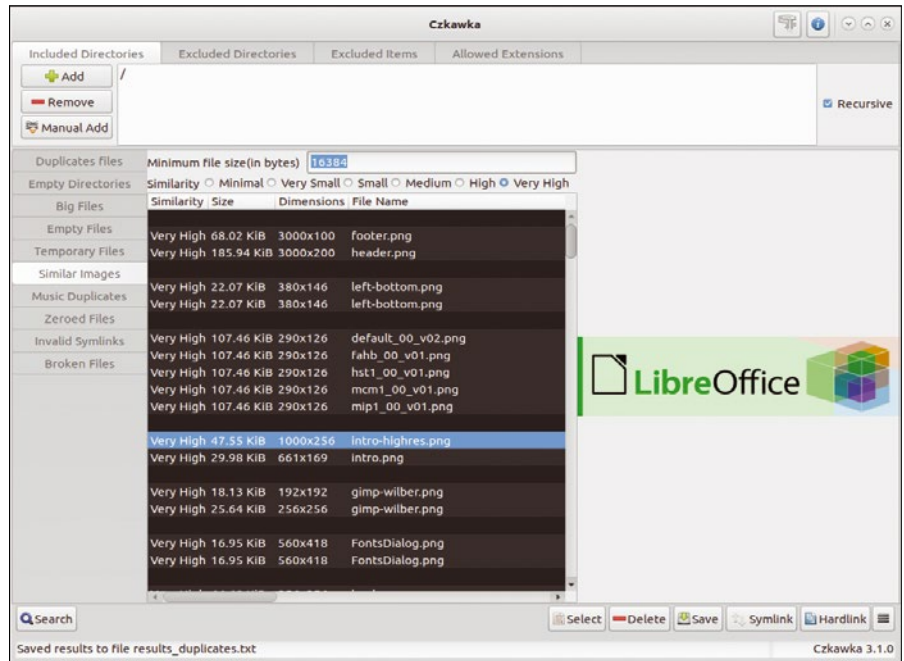 Czkawka
Included Directories Excluded Directories Excluded Items Allowed Extensions
Add
/
Remove
Manual Add
Recursive
Duplicates files
Empty Directories
Big Files
Empty Files
Temporary Files
Similar Images
Music Duplicates
Zeroed Files
Invalid Symlinks
Broken Files
Minimum file size(in bytes) 16384
Similarity Minimal Very Small Small Medium High Very High
Similarity Size Dimensions File Name
Very High 68.02 KiB 3000x100 footer.png
Very High 185.94 KiB 3000x200 header.png
Very High 22.07 KiB 380x146 left-bottom.png
Very High 22.07 KiB 380x146 left-bottom.png
Very High 107.46 KiB 290x126 default_00_v02.png
Very High 107.46 KiB 290x126 fahb_00_v01.png
Very High 107.46 KiB 290x126 hst1_00_v01.png
Very High 107.46 KiB 290x126 mcm1_00_v01.png
Very High 107.46 KiB 290x126 mip1_00_v01.png
Very High 47.55 KiB 1000x256 intro-highres.png
Very High 29.98 KiB 661x169 intro.png
Very High 18.13 KiB 192x192 gimp-wilber.png
Very High 25.64 KiB 256x256 gimp-wilber.png
Very High 16.95 KiB 560x418 FontsDialog.png
Very High 16.95 KiB 560x418 FontsDialog.png
LibreOffice
Search
Select Delete Save Symlink Hardlink
Saved results to file results_duplicates.txt
Czkawka 3.1.0